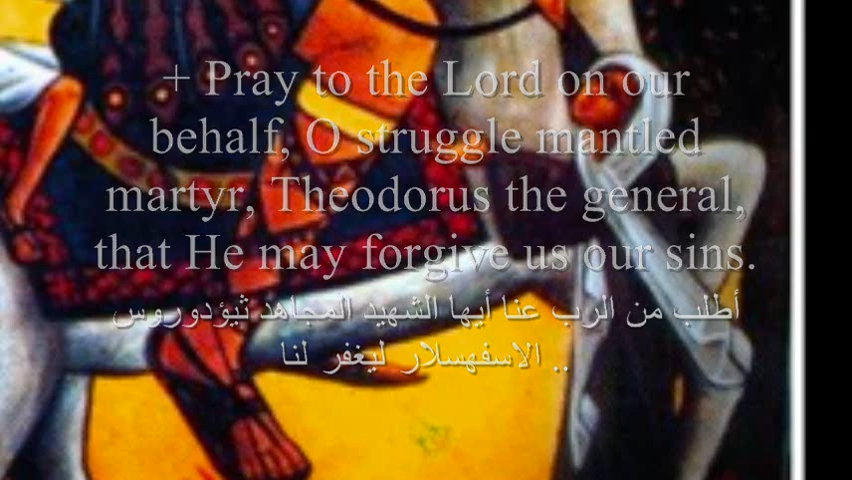 + Pray to the Lord on our
behalf, O struggle mantled
martyr, Theodorus the general,
that He may forgive us our sins.
أطلب من الرب عنا أيها الشهيد المجاهد ثيؤدوروس
الاسفهسلار ليغفر لنا ..